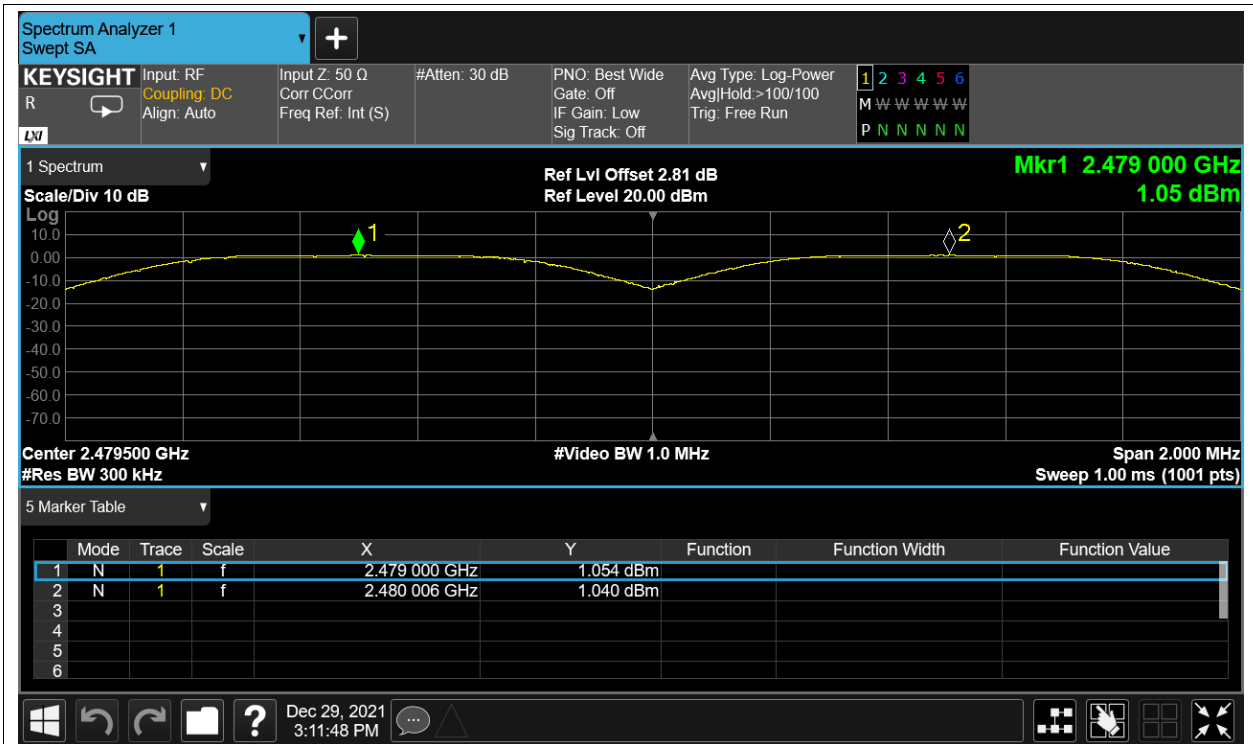 Spectrum Analyzer 1
Swept SA
+
KEYSIGHT Input: RF Input Z: 50 Ω #Atten: 30 dB PNO: Best Wide Avg Type: Log-Power 1 2 3 4 5 6
R Coupling: DC Corr CCorr Gate: Off Avg|Hold:>100/100 M W W W W W
Align: Auto Freq Ref: Int (S) IF Gain: Low Trig: Free Run
LXI Sig Track: Off P N N N N N
1 Spectrum Ref Lvl Offset 2.81 dB Mkr1 2.479 000 GHz
Scale/Div 10 dB Ref Level 20.00 dBm 1.05 dBm
Log
10.0 1 2
0.00
-10.0
-20.0
-30.0
-40.0
-50.0
-60.0
-70.0
Center 2.479500 GHz #Video BW 1.0 MHz Span 2.000 MHz
#Res BW 300 kHz Sweep 1.00 ms (1001 pts)
5 Marker Table
Mode Trace Scale X Y Function Function Width Function Value
1 N 1 f 2.479 000 GHz 1.054 dBm
2 N 1 f 2.480 006 GHz 1.040 dBm
3
4
5
6
? Dec 29, 2021
3:11:48 PM